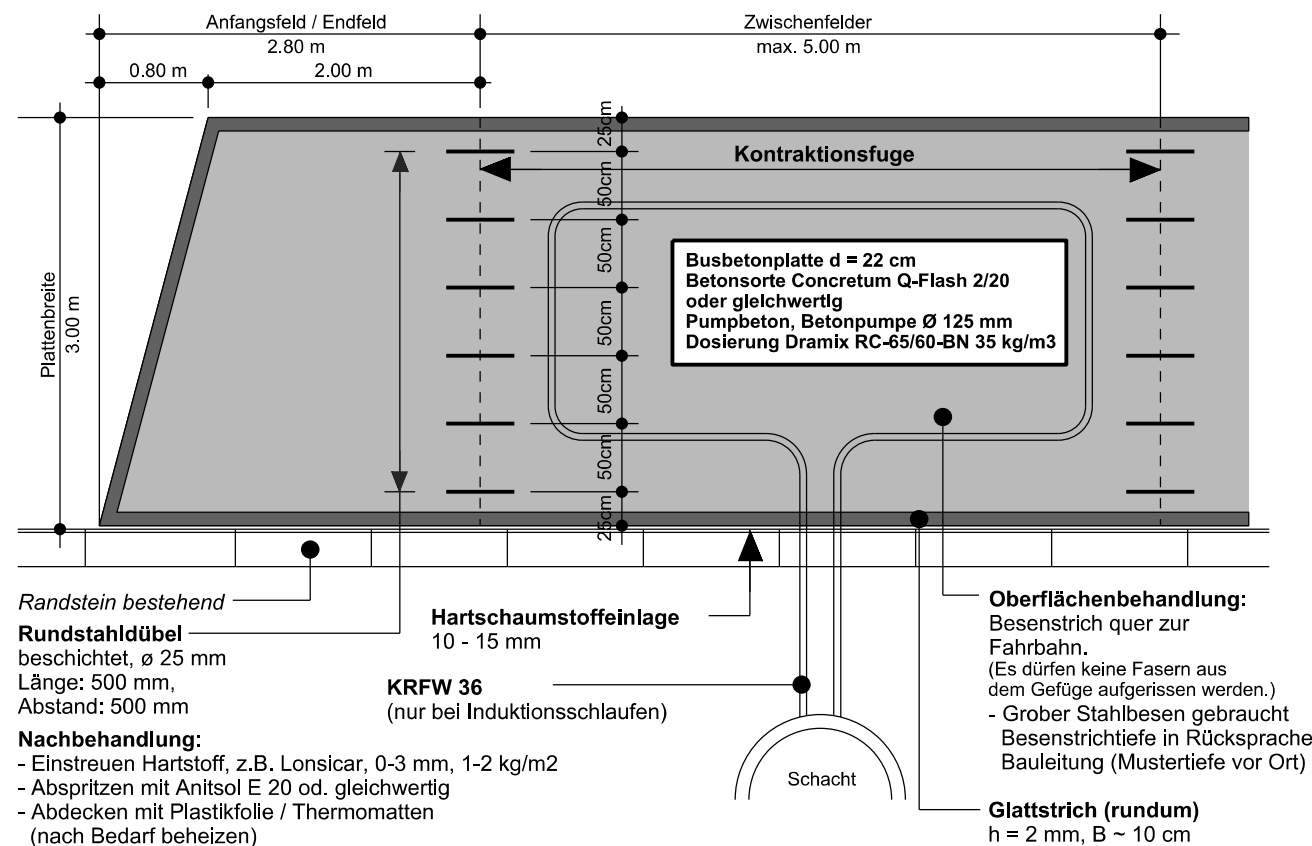 Anfangsfeld / Endfeld
2.80 m
Zwischenfelder
max. 5.00 m
0.80 m
2.00 m
Plattenbreite
3.00 m
25cm
50cm
50cm
50cm
50cm
50cm
25cm
Kontraktionsfuge
Busbetonplatte d = 22 cm
Betonsorte Concretum Q-Flash 2/20
oder gleichwertig
Pumpbeton, Betonpumpe Ø 125 mm
Dosierung Dramix RC-65/60-BN 35 kg/m3
Randstein bestehend
Rundstahldübel
beschichtet, ø 25 mm
Länge: 500 mm,
Abstand: 500 mm
Nachbehandlung:
- Einstreuen Hartstoff, z.B. Lonsicar, 0-3 mm, 1-2 kg/m2
- Abspritzen mit Anitsol E 20 od. gleichwertig
- Abdecken mit Plastikfolie / Thermomatten
(nach Bedarf beheizen)
Hartschaumstoffeinlage
10 - 15 mm
KRFW 36
(nur bei Induktionsschlaufen)
Schacht
Oberflächenbehandlung:
Besenstrich quer zur
Fahrbahn.
(Es dürfen keine Fasern aus
dem Gefüge aufgerissen werden.)
- Grober Stahlbesen gebraucht
Besenstrichtiefe in Rücksprache
Bauleitung (Mustertiefe vor Ort)
Glattstrich (rundum)
h = 2 mm, B ~ 10 cm